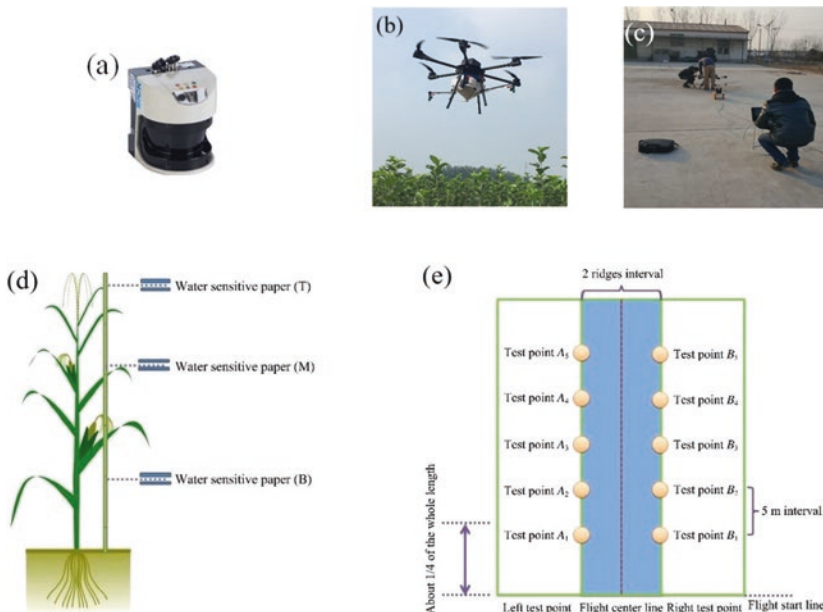 (a)
(b)
(c)
(d)
Water sensitive paper (T)
Water sensitive paper (M)
Water sensitive paper (B)
(e)
2 ridges interval
Test point A₅ Test point B₅
Test point A₄ Test point B₄
Test point A₃ Test point B₃
Test point A₂ Test point B₂
Test point A₁ Test point B₁
5 m interval
About 1/4 of the whole length
Left test point Flight center line Right test point Flight start line